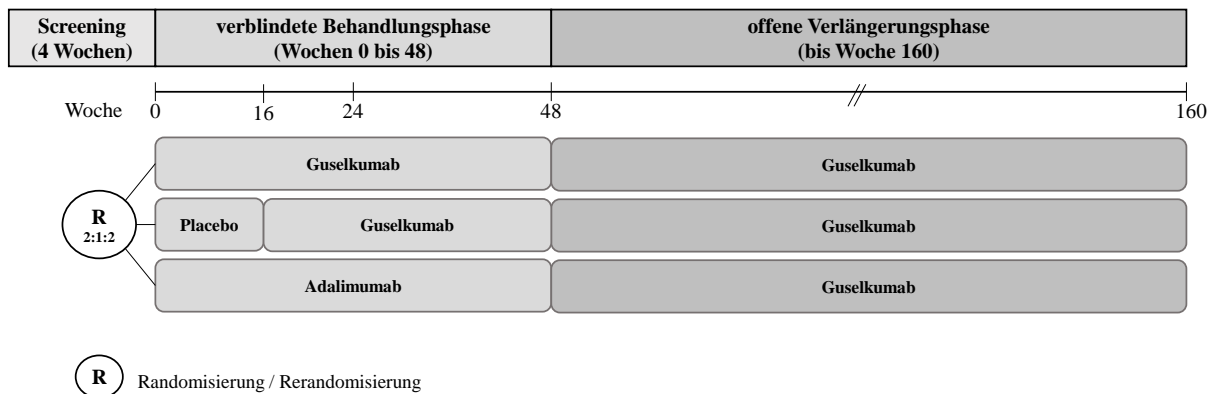 Screening
(4 Wochen)
verblindete Behandlungsphase
(Wochen 0 bis 48)
offene Verlängerungsphase
(bis Woche 160)
Woche 0 16 24 48 160
Guselkumab Guselkumab
R
2:1:2
Placebo Guselkumab Guselkumab
Adalimumab Guselkumab
R Randomisierung / Rerandomisierung